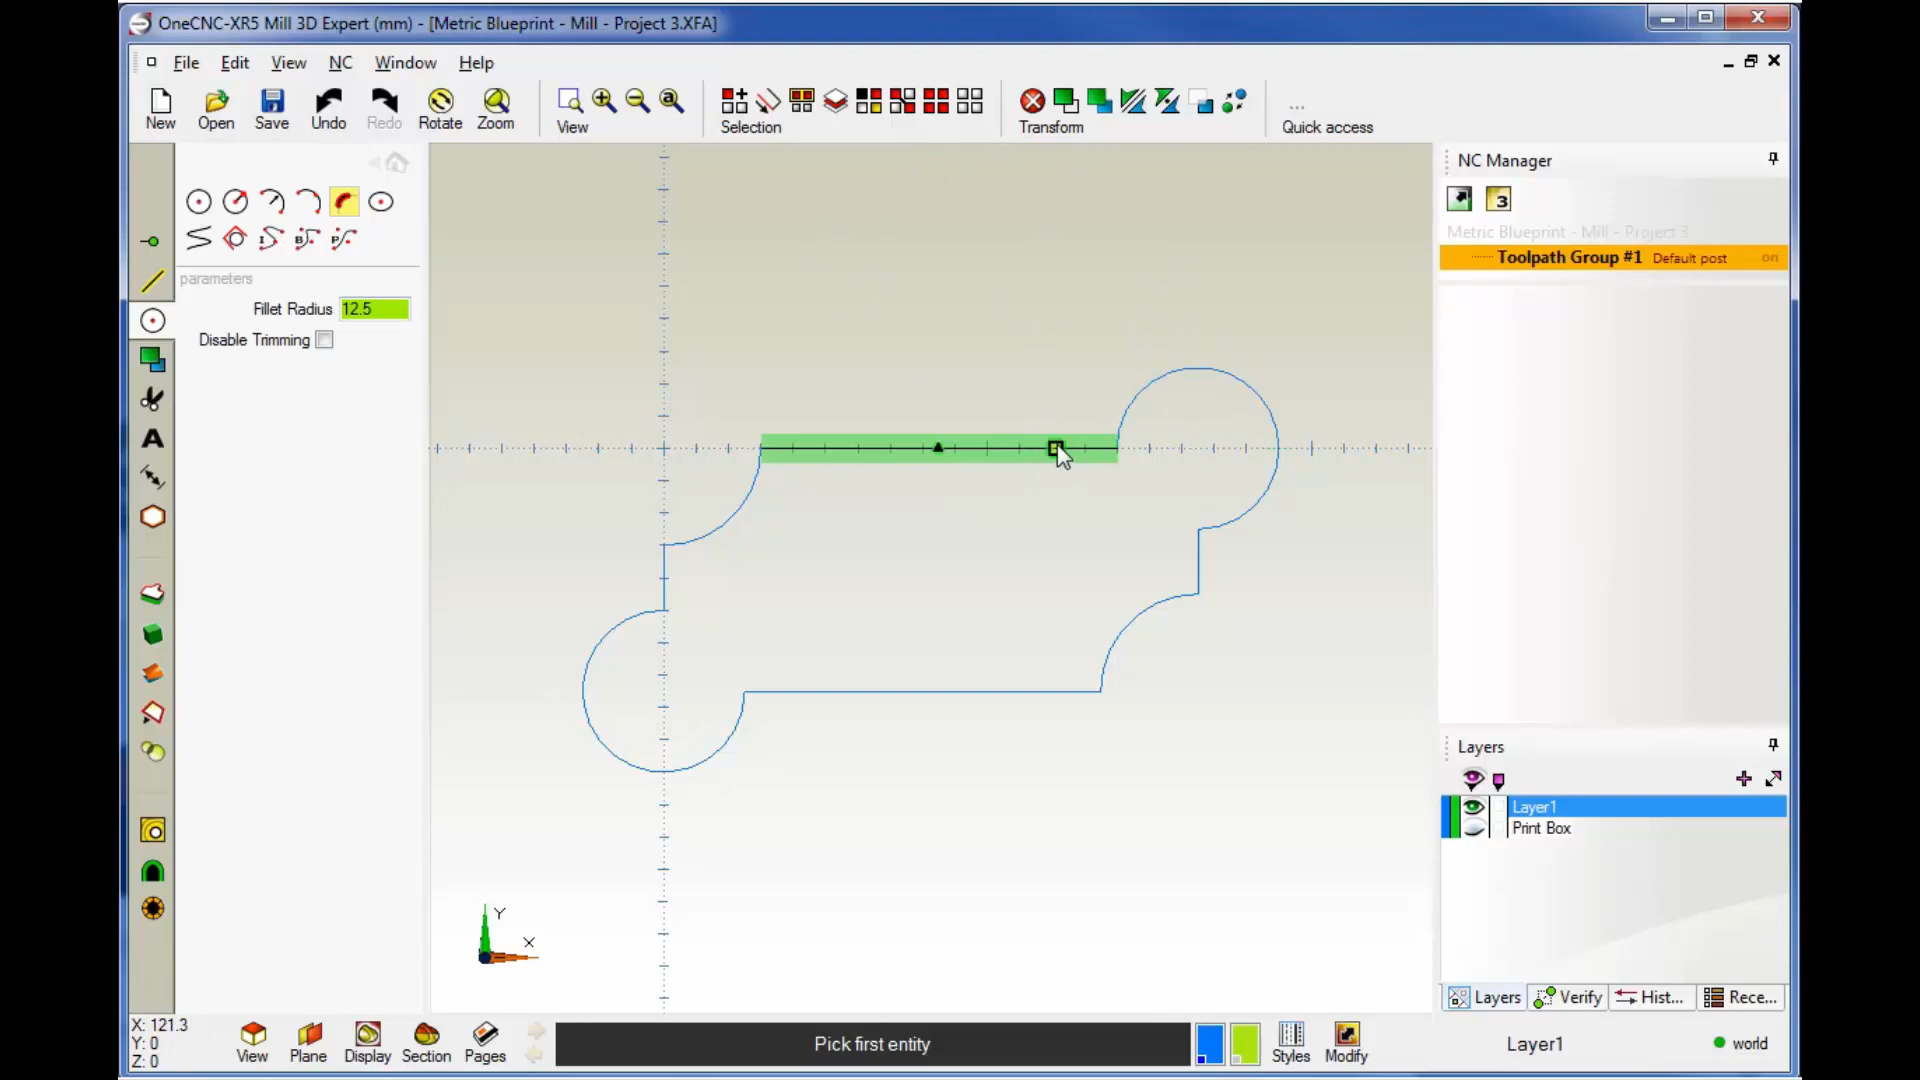 OneCNC-XR5 Mill 3D Expert (mm) - [Metric Blueprint - Mill - Project 3.XFA]
File Edit View NC Window Help
New Open Save Undo Redo Rotate Zoom View Selection Transform ... Quick access
parameters
Fillet Radius 12.5
Disable Trimming
A
I B P
Y
X
NC Manager
3
Metric Blueprint - Mill - Project 3
Toolpath Group #1 Default post on
Layers
Layer1
Print Box
Layers Verify Hist... Rece...
X: 121.3
Y: 0
Z: 0
View Plane Display Section Pages
Pick first entity
Styles Modify
Layer1
world